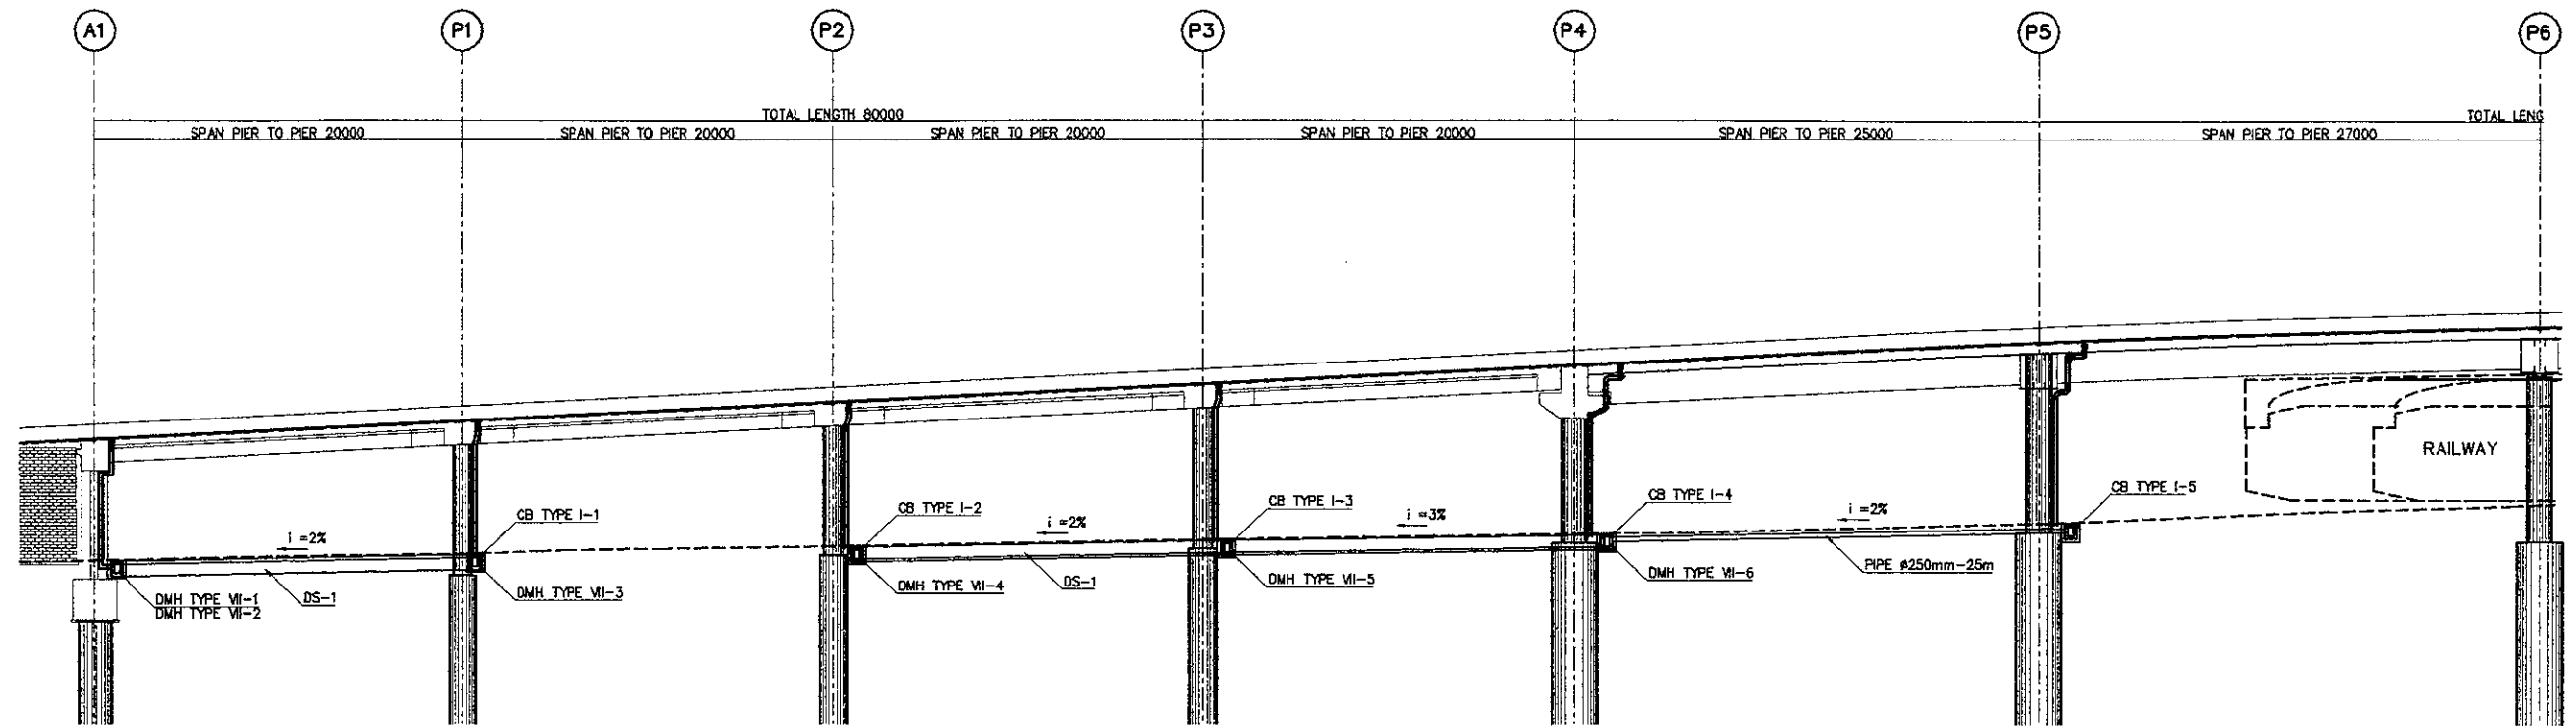 A1
P1
P2
P3
P4
P5
P6
TOTAL LENGTH 80000
TOTAL LENG
SPAN PIER TO PIER 20000
SPAN PIER TO PIER 20000
SPAN PIER TO PIER 20000
SPAN PIER TO PIER 20000
SPAN PIER TO PIER 25000
SPAN PIER TO PIER 27000
RAILWAY
CB TYPE I-1
CB TYPE I-2
CB TYPE I-3
CB TYPE I-4
CB TYPE I-5
i =2%
i =2%
i =3%
i =2%
DMH TYPE VII-1
DMH TYPE VII-2
DS-1
DMH TYPE VII-3
DMH TYPE VII-4
DS-1
DMH TYPE VII-5
DMH TYPE VII-6
PIPE ø250mm-25m